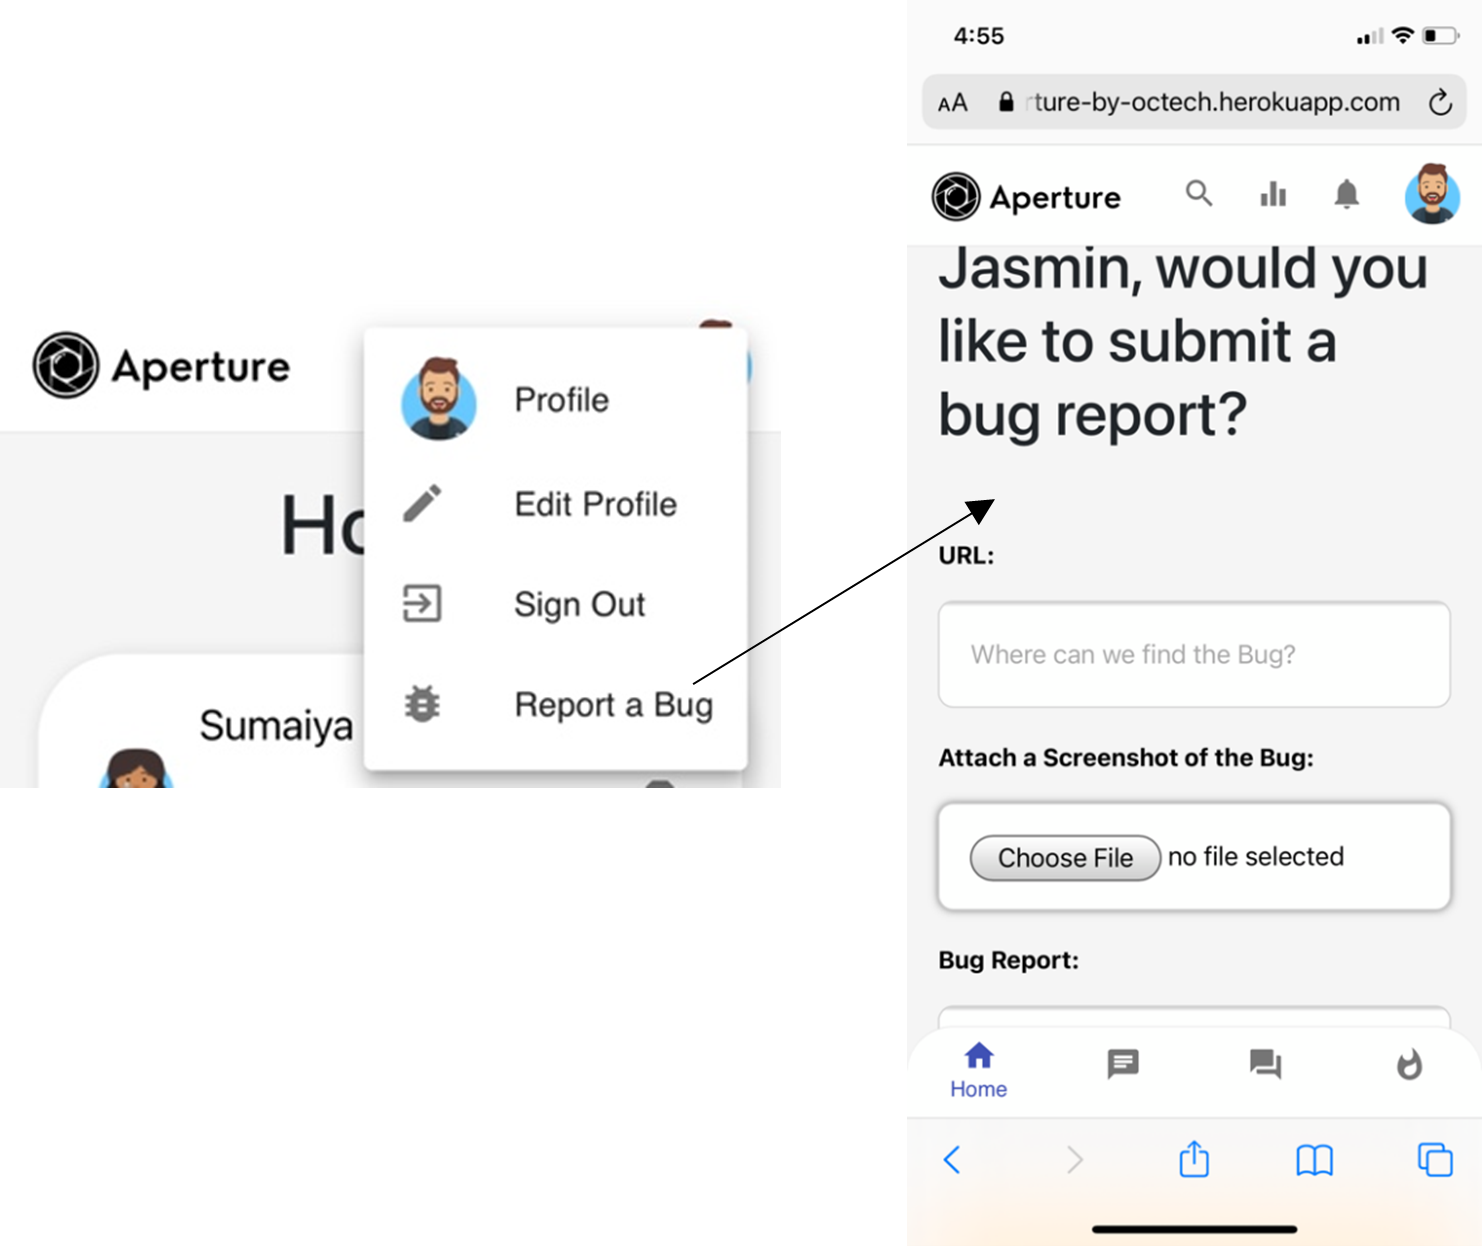 Aperture
Profile
Edit Profile
Sign Out
Report a Bug
Sumaiya
4:55
AA
ture-by-octech.herokuapp.com
Aperture
Jasmin, would you
like to submit a
bug report?
URL:
Where can we find the Bug?
Attach a Screenshot of the Bug:
Choose File no file selected
Bug Report:
Home